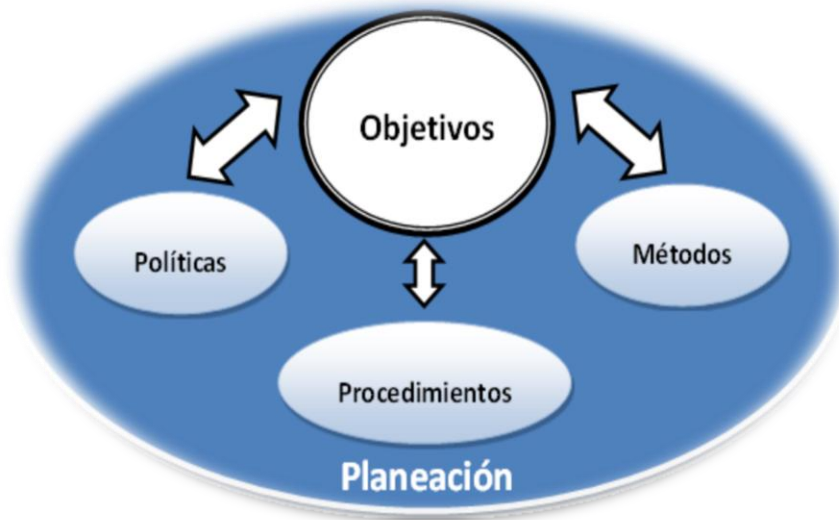 Objetivos
Políticas
Métodos
Procedimientos
Planeación